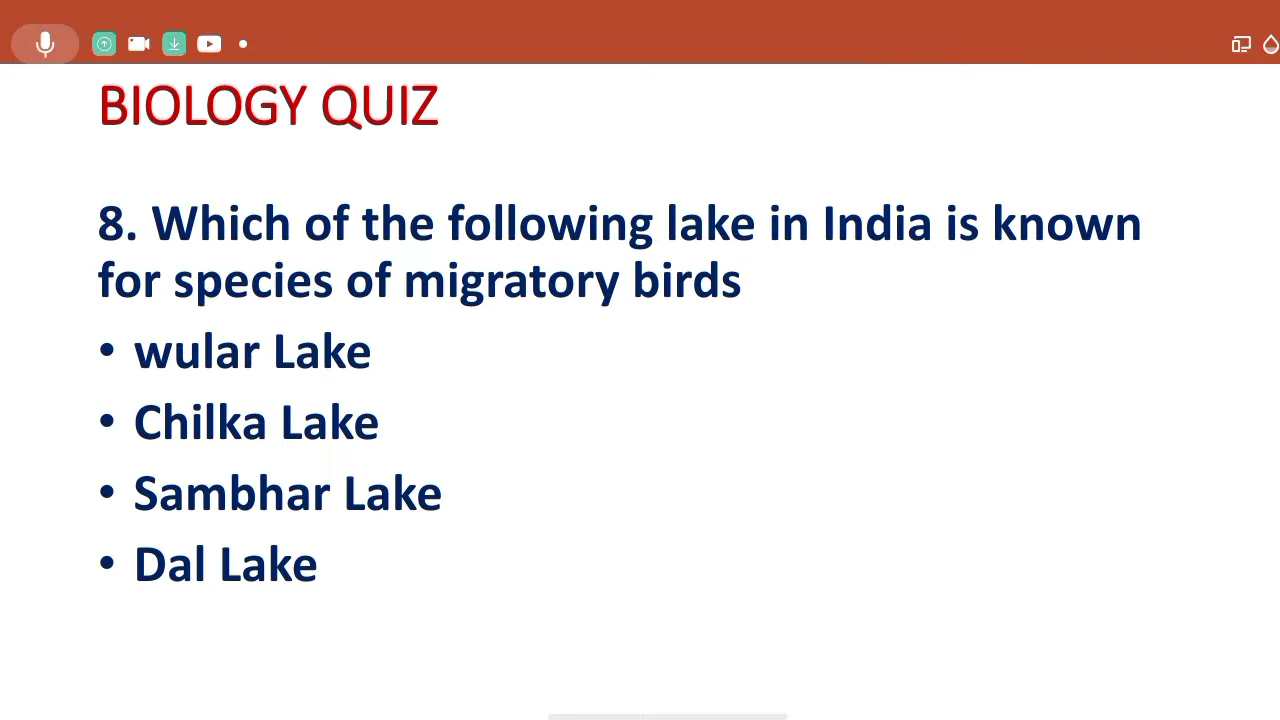 BIOLOGY QUIZ
8. Which of the following lake in India is known
for species of migratory birds
• wular Lake
• Chilka Lake
• Sambhar Lake
• Dal Lake